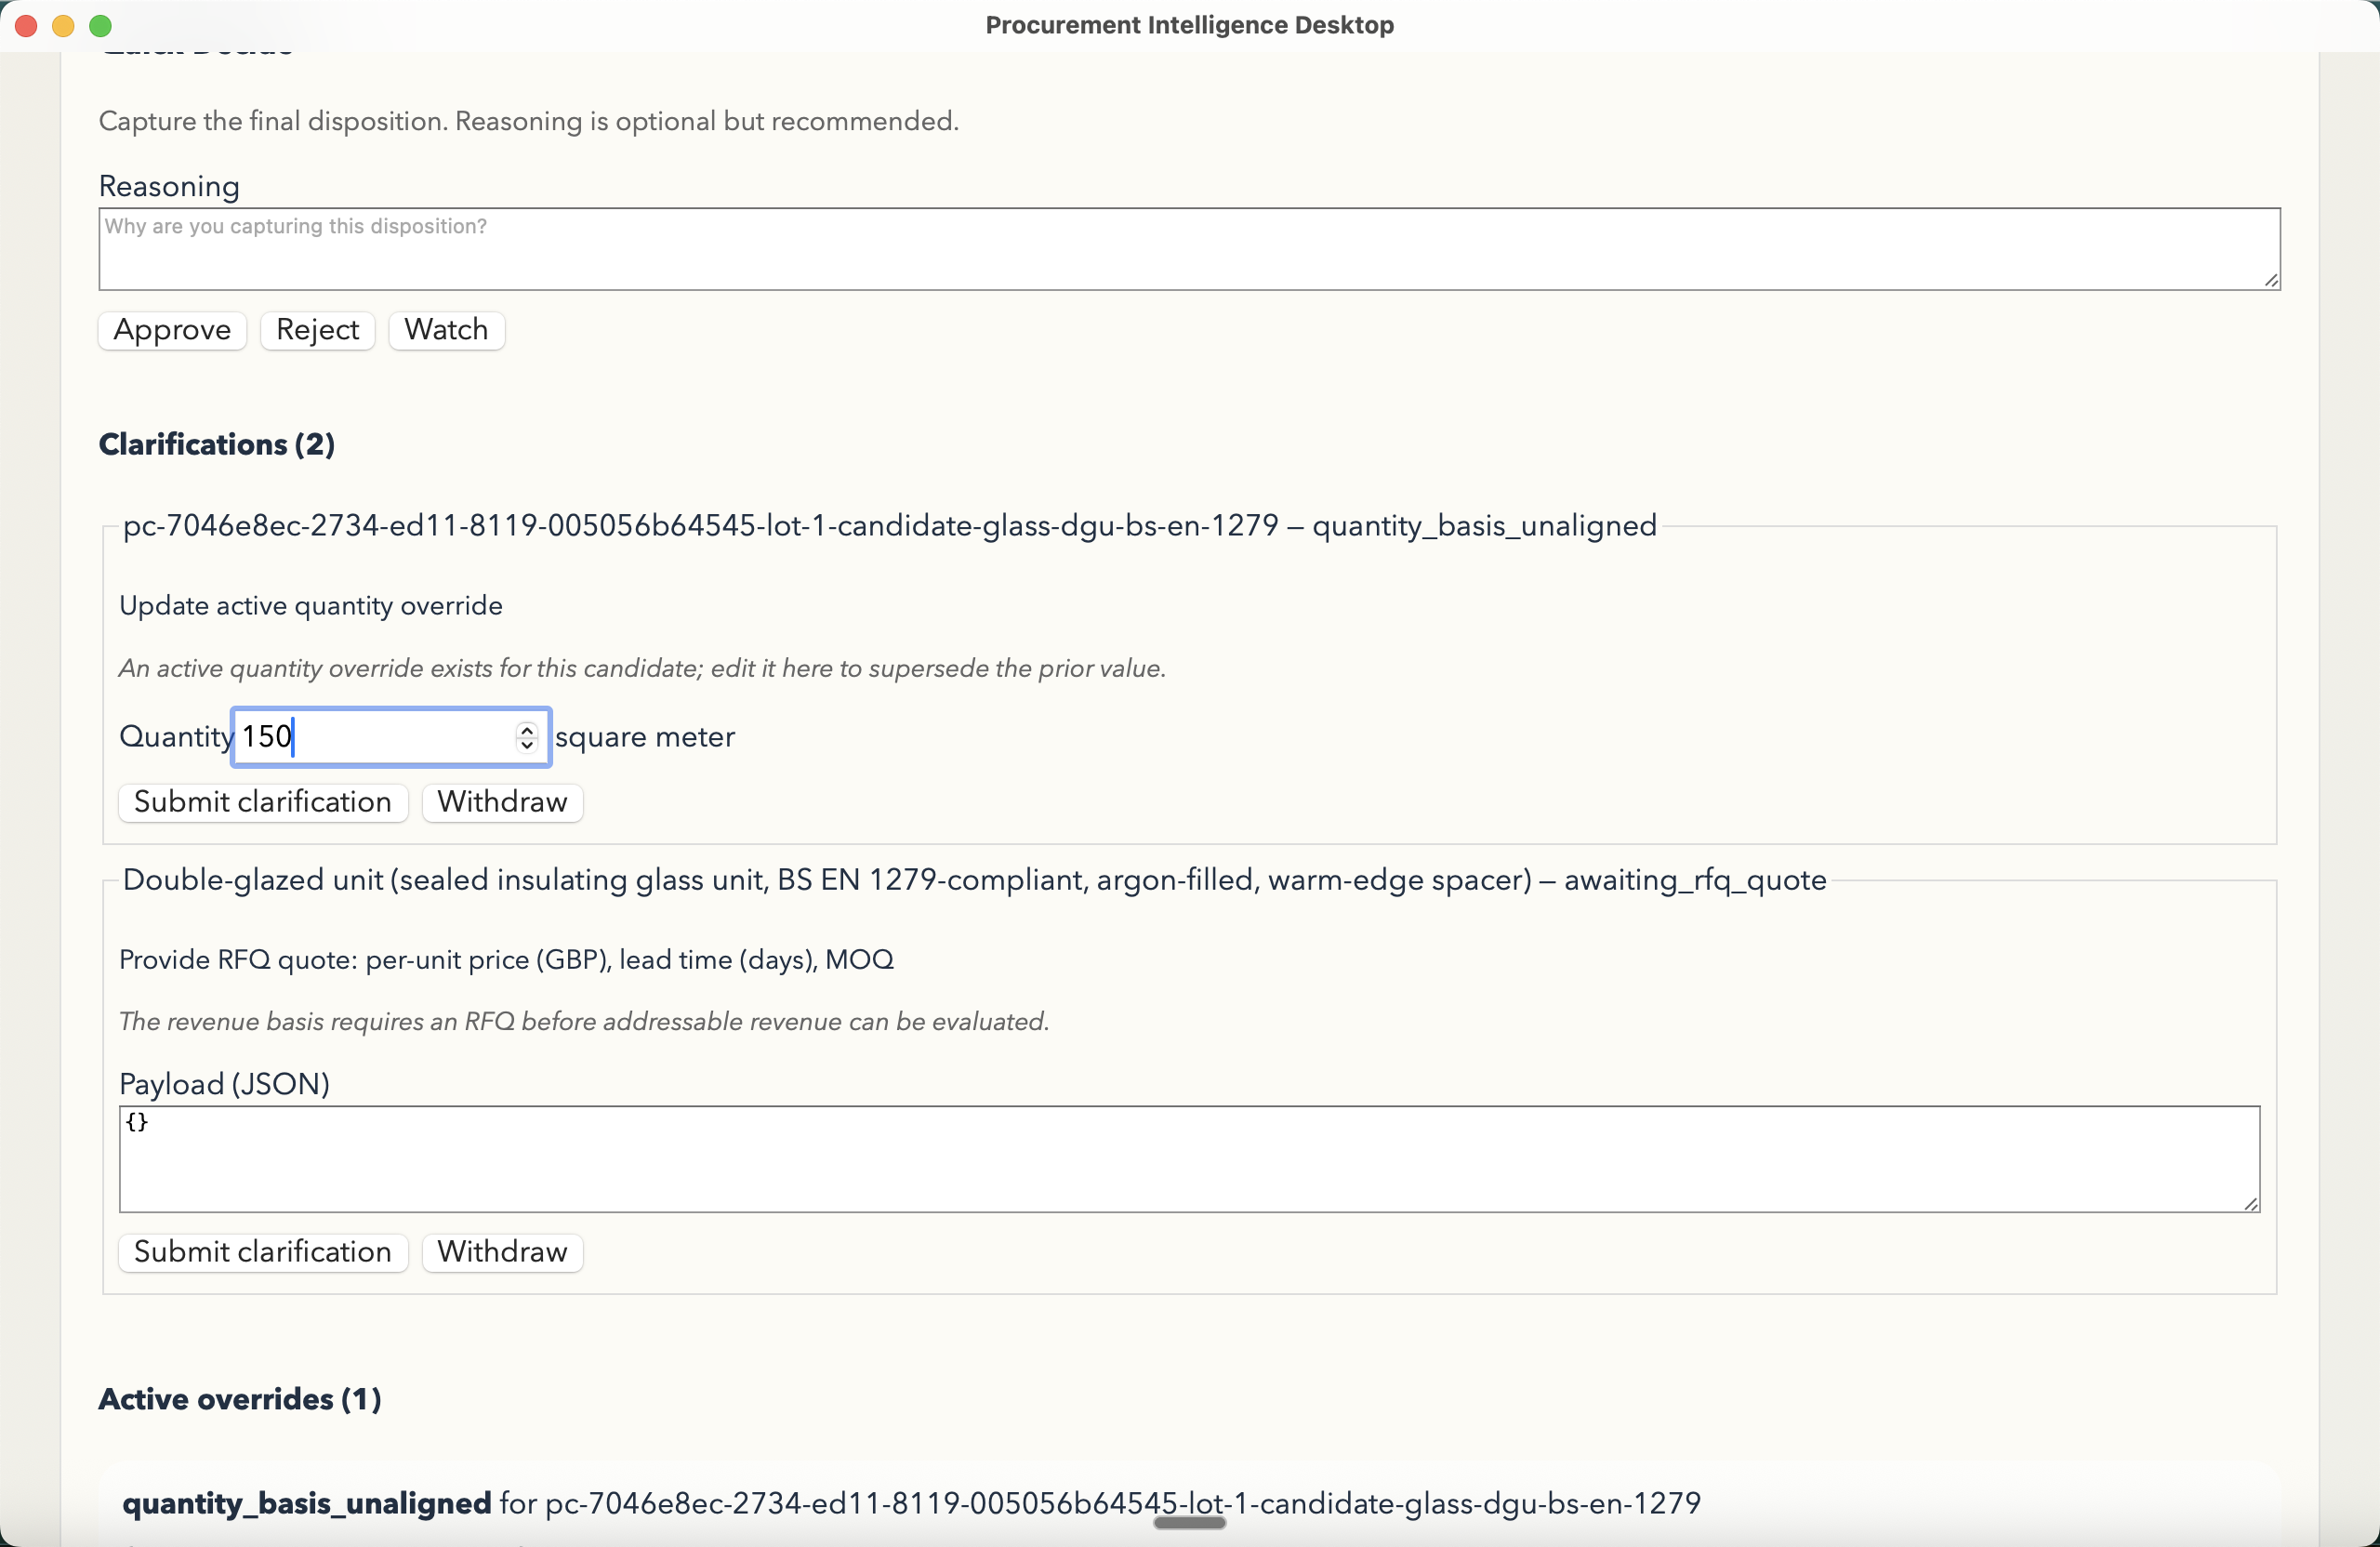 Procurement Intelligence Desktop
Capture the final disposition. Reasoning is optional but recommended.
Reasoning
Why are you capturing this disposition?
Approve Reject Watch
Clarifications (2)
pc-7046e8ec-2734-ed11-8119-005056b64545-lot-1-candidate-glass-dgu-bs-en-1279 — quantity_basis_unaligned
Update active quantity override
An active quantity override exists for this candidate; edit it here to supersede the prior value.
Quantity 150 square meter
Submit clarification Withdraw
Double-glazed unit (sealed insulating glass unit, BS EN 1279-compliant, argon-filled, warm-edge spacer) — awaiting_rfq_quote
Provide RFQ quote: per-unit price (GBP), lead time (days), MOQ
The revenue basis requires an RFQ before addressable revenue can be evaluated.
Payload (JSON)
{}
Submit clarification Withdraw
Active overrides (1)
quantity_basis_unaligned for pc-7046e8ec-2734-ed11-8119-005056b64545-lot-1-candidate-glass-dgu-bs-en-1279